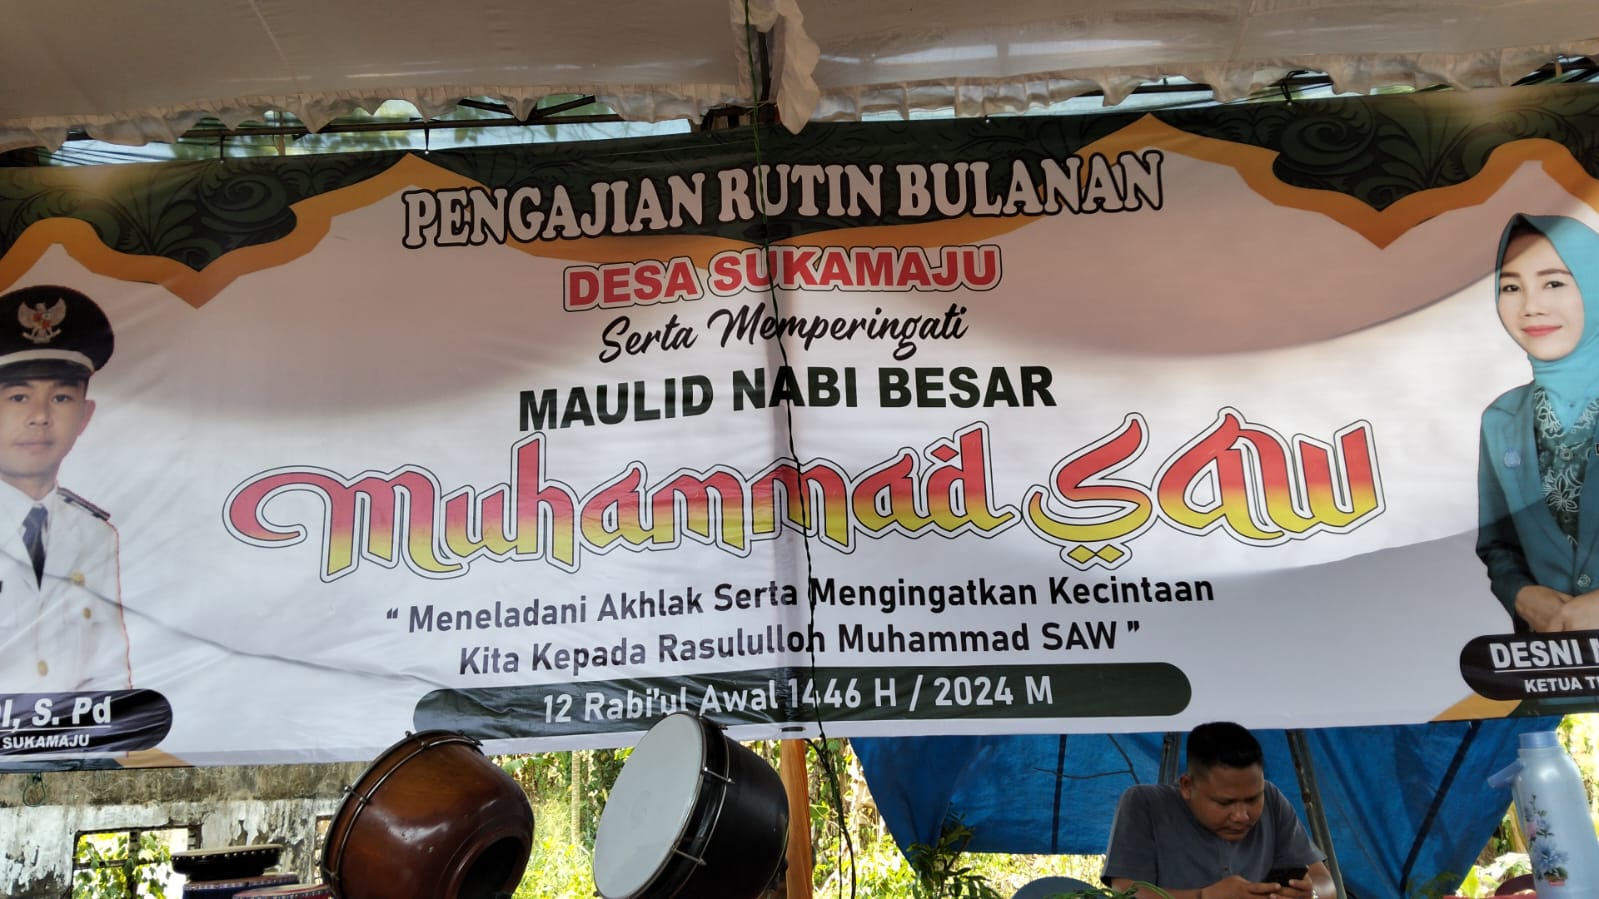 PENGAJIAN RUTIN BULANAN
DESA SUKAMAJU
Serta Memperingati
MAULID NABI BESAR
Muhammad SAW
“ Meneladani Akhlak Serta Mengingatkan Kecintaan
Kita Kepada Rasululloh Muhammad SAW ”
12 Rabi'ul Awal 1446 H / 2024 M
S. Pd
SUKAMAJU
DESNI
KETUA